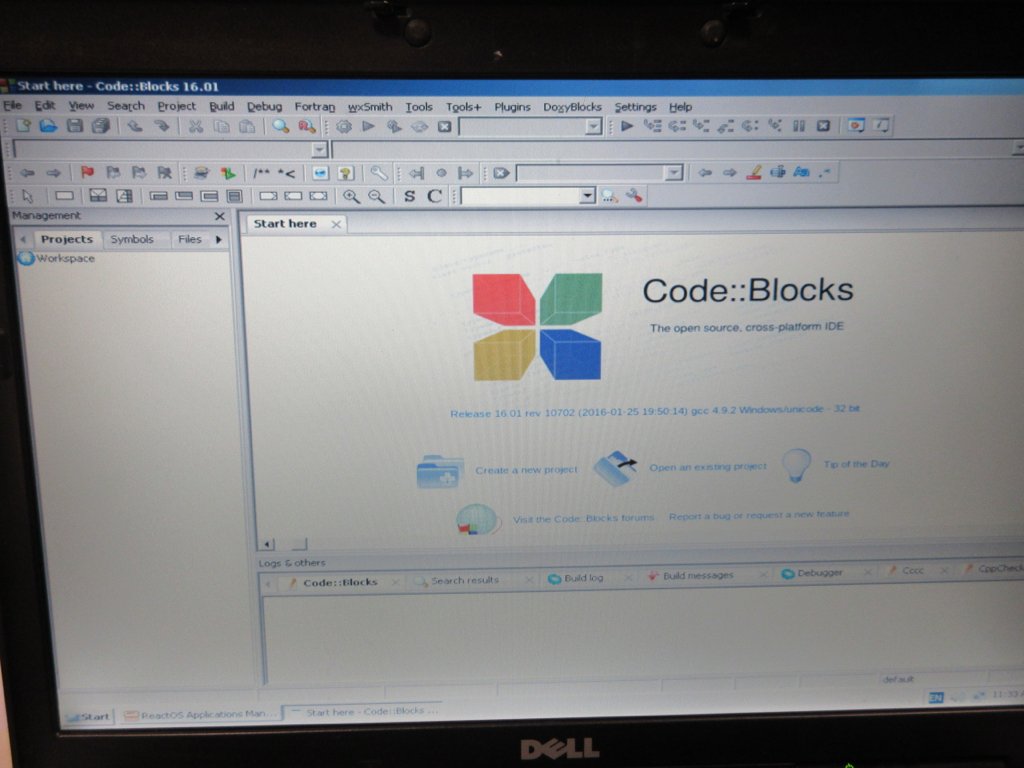 Start here - Code::Blocks 16.01
File Edit View Search Project Build Debug Fortran wxSmith Tools Tools+ Plugins DoxyBlocks Settings Help
/** *<
S C
Management
Projects Symbols Files
Start here
Workspace
Code::Blocks
The open source, cross-platform IDE
Release 16.01 rev 10702 (2016-01-25 19:50:14) gcc 4.9.2 Windows/unicode - 32 bit
Create a new project Open an existing project Tip of the Day
Visit the Code::Blocks forums Report a bug or request a new feature
Logs & others
Code::Blocks Search results Build log Build messages Debugger Cccc CppCheck
default
EN 11:33
Start ReactOS Applications Man... Start here - Code::Blocks ...
DELL